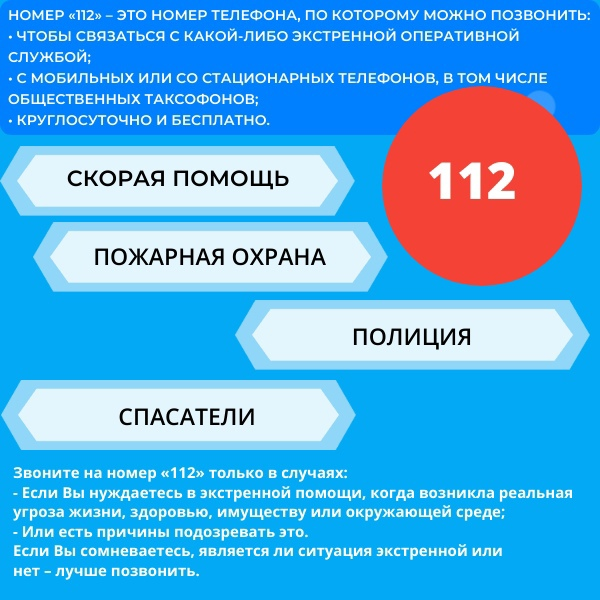 НОМЕР «112» – ЭТО НОМЕР ТЕЛЕФОНА, ПО КОТОРОМУ МОЖНО ПОЗВОНИТЬ:
• ЧТОБЫ СВЯЗАТЬСЯ С КАКОЙ-ЛИБО ЭКСТРЕННОЙ ОПЕРАТИВНОЙ
СЛУЖБОЙ;
• С МОБИЛЬНЫХ ИЛИ СО СТАЦИОНАРНЫХ ТЕЛЕФОНОВ, В ТОМ ЧИСЛЕ
ОБЩЕСТВЕННЫХ ТАКСОФОНОВ;
• КРУГЛОСУТОЧНО И БЕСПЛАТНО.
СКОРАЯ ПОМОЩЬ
112
ПОЖАРНАЯ ОХРАНА
ПОЛИЦИЯ
СПАСАТЕЛИ
Звоните на номер «112» только в случаях:
- Если Вы нуждаетесь в экстренной помощи, когда возникла реальная
угроза жизни, здоровью, имуществу или окружающей среде;
- Или есть причины подозревать это.
Если Вы сомневаетесь, является ли ситуация экстренной или
нет – лучше позвонить.